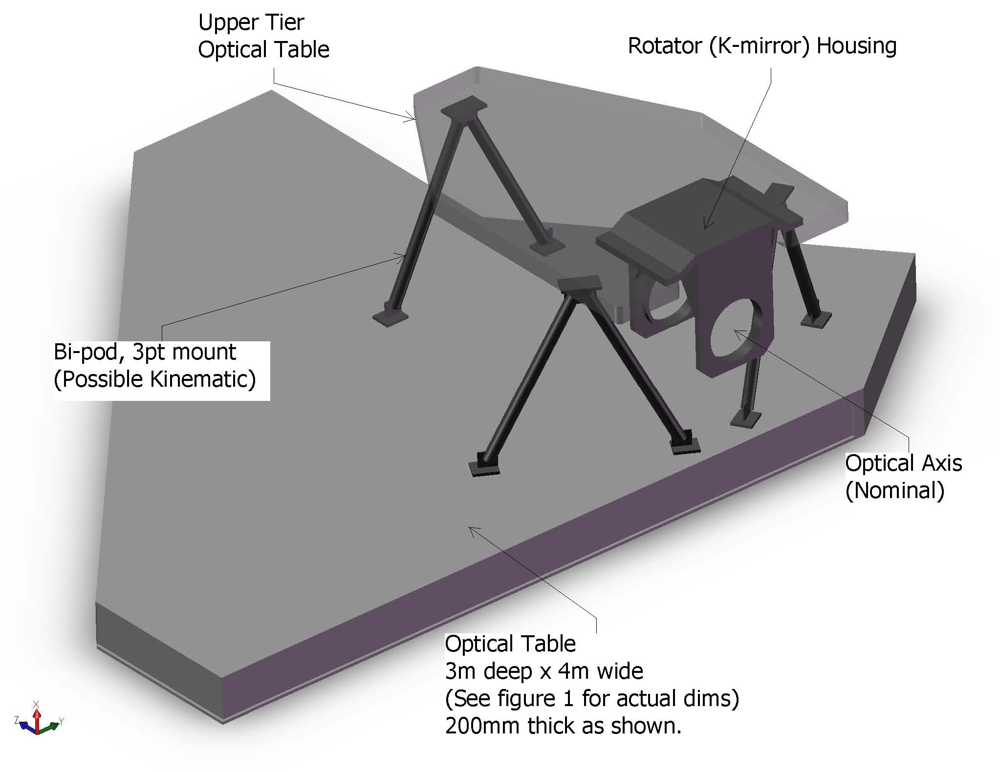 Upper Tier
Optical Table
Rotator (K-mirror) Housing
Bi-pod, 3pt mount
(Possible Kinematic)
Optical Axis
(Nominal)
Optical Table
3m deep x 4m wide
(See figure 1 for actual dims)
200mm thick as shown.
X
Z
Y